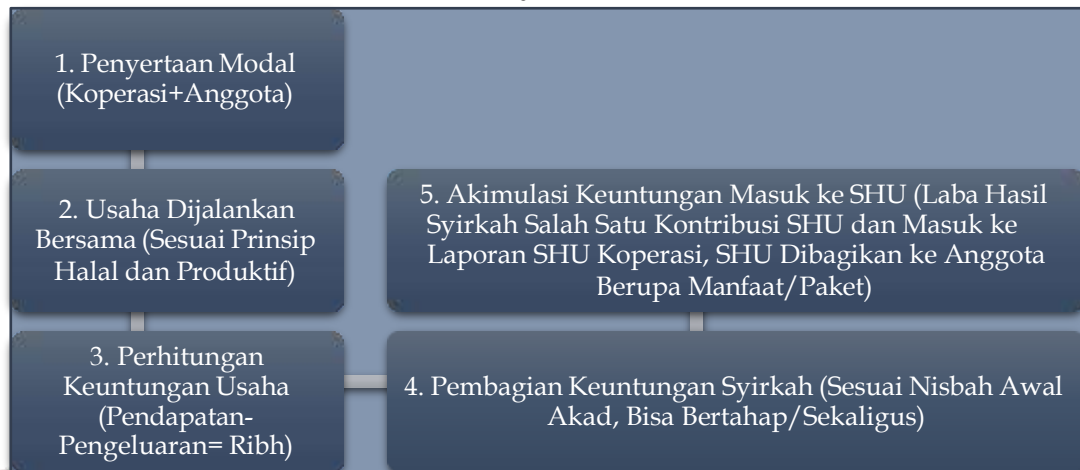 1. Penyertaan Modal
(Koperasi+Anggota)
2. Usaha Dijalankan
Bersama (Sesuai Prinsip
Halal dan Produktif)
3. Perhitungan
Keuntungan Usaha
(Pendapatan-
Pengeluaran= Ribh)
4. Pembagian Keuntungan Syirkah (Sesuai Nisbah Awal
Akad, Bisa Bertahap/Sekaligus)
5. Akimulasi Keuntungan Masuk ke SHU (Laba Hasil
Syirkah Salah Satu Kontribusi SHU dan Masuk ke
Laporan SHU Koperasi, SHU Dibagikan ke Anggota
Berupa Manfaat/Paket)